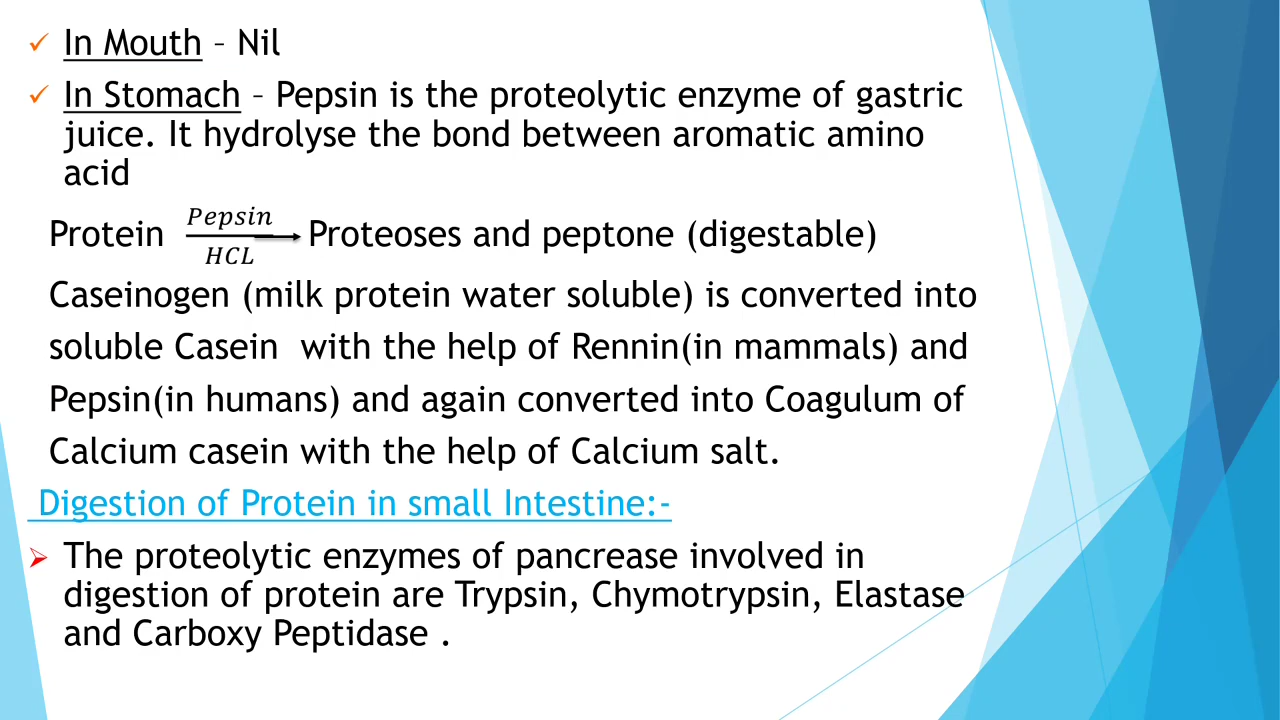 ✓ In Mouth – Nil
✓ In Stomach – Pepsin is the proteolytic enzyme of gastric
juice. It hydrolyse the bond between aromatic amino
acid
Protein Pepsin/HCL → Proteoses and peptone (digestable)
Caseinogen (milk protein water soluble) is converted into
soluble Casein with the help of Rennin(in mammals) and
Pepsin(in humans) and again converted into Coagulum of
Calcium casein with the help of Calcium salt.
Digestion of Protein in small Intestine:-
➢ The proteolytic enzymes of pancrease involved in
digestion of protein are Trypsin, Chymotrypsin, Elastase
and Carboxy Peptidase .